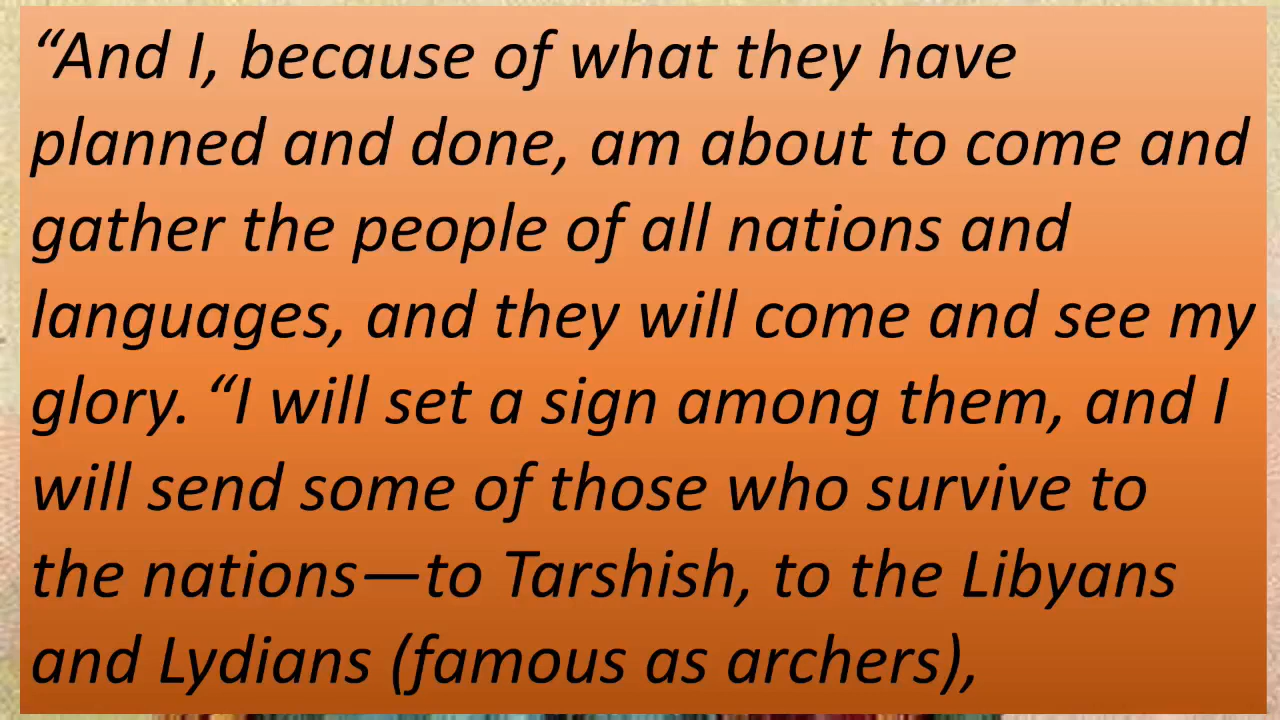 “And I, because of what they have
planned and done, am about to come and
gather the people of all nations and
languages, and they will come and see my
glory. “I will set a sign among them, and I
will send some of those who survive to
the nations—to Tarshish, to the Libyans
and Lydians (famous as archers),